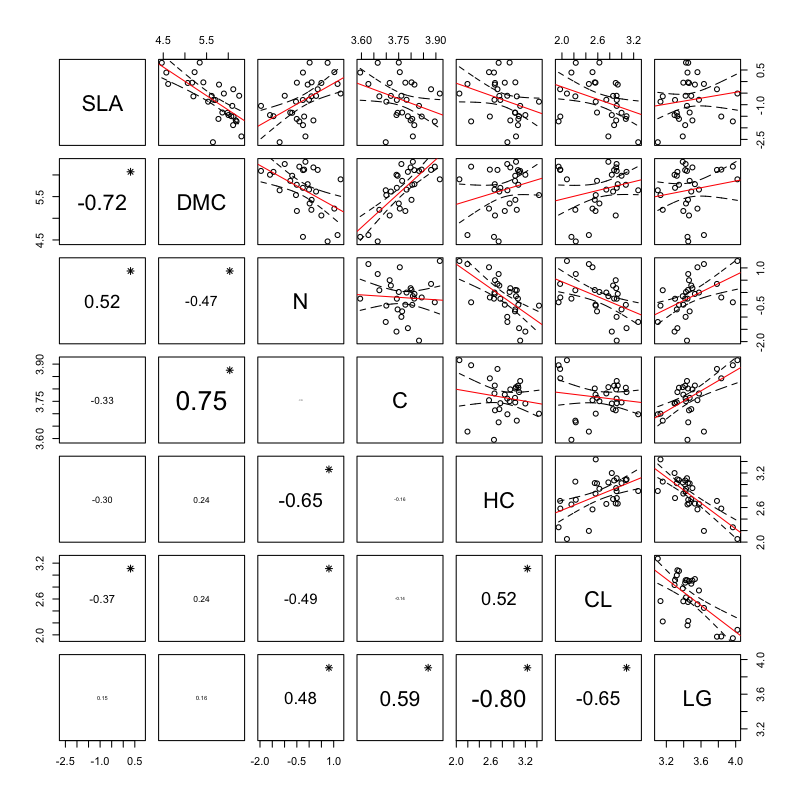 4.5 5.5 3.60 3.75 3.90 2.0 2.6 3.2
SLA 0.5 -1.0 -2.5
5.5 4.5 -0.72 * DMC
0.52 * -0.47 * N 1.0 -0.5 -2.0
3.90 3.75 3.60 -0.33 0.75 * C
-0.30 0.24 -0.65 * -0.16 HC 3.2 2.6 2.0
3.2 2.6 2.0 -0.37 * 0.24 -0.49 * -0.15 0.52 * CL
0.15 0.16 0.48 * 0.59 * -0.80 * -0.65 * LG 4.0 3.6 3.2
-2.5 -1.0 0.5 -2.0 -0.5 1.0 2.0 2.6 3.2 3.2 3.6 4.0